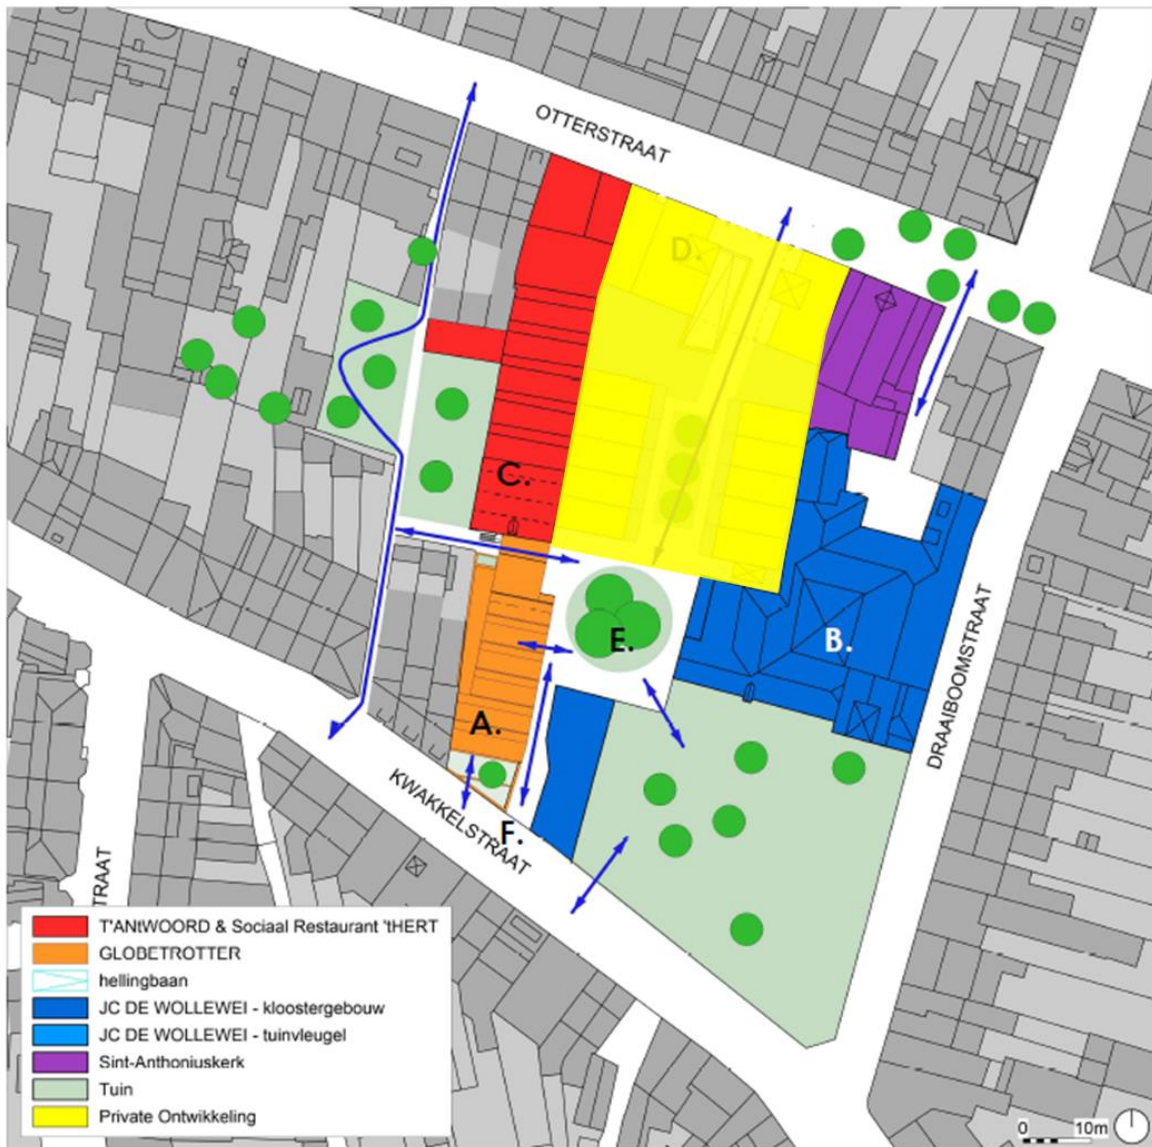 OTTERSTRAAT
D.
C.
E.
B.
A.
F.
DRAAIBOOMSTRAAT
KWAKKELSTRAAT
STRAAT
T'ANtWOORD & Sociaal Restaurant 'tHERT
GLOBETROTTER
hellingbaan
JC DE WOLLEWEI - kloostergebouw
JC DE WOLLEWEI - tuinvleugel
Sint-Anthoniuskerk
Tuin
Private Ontwikkeling
0 10m